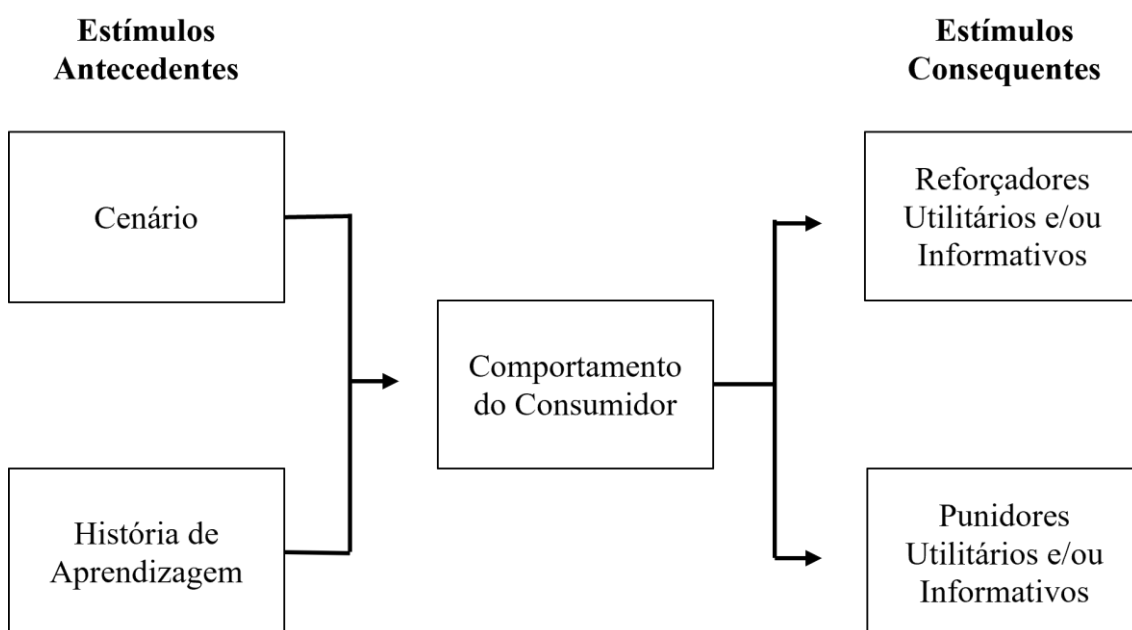 Estímulos
Antecedentes
Estímulos
Consequentes
Cenário
Reforçadores
Utilitários e/ou
Informativos
Comportamento
do Consumidor
História de
Aprendizagem
Punidores
Utilitários e/ou
Informativos